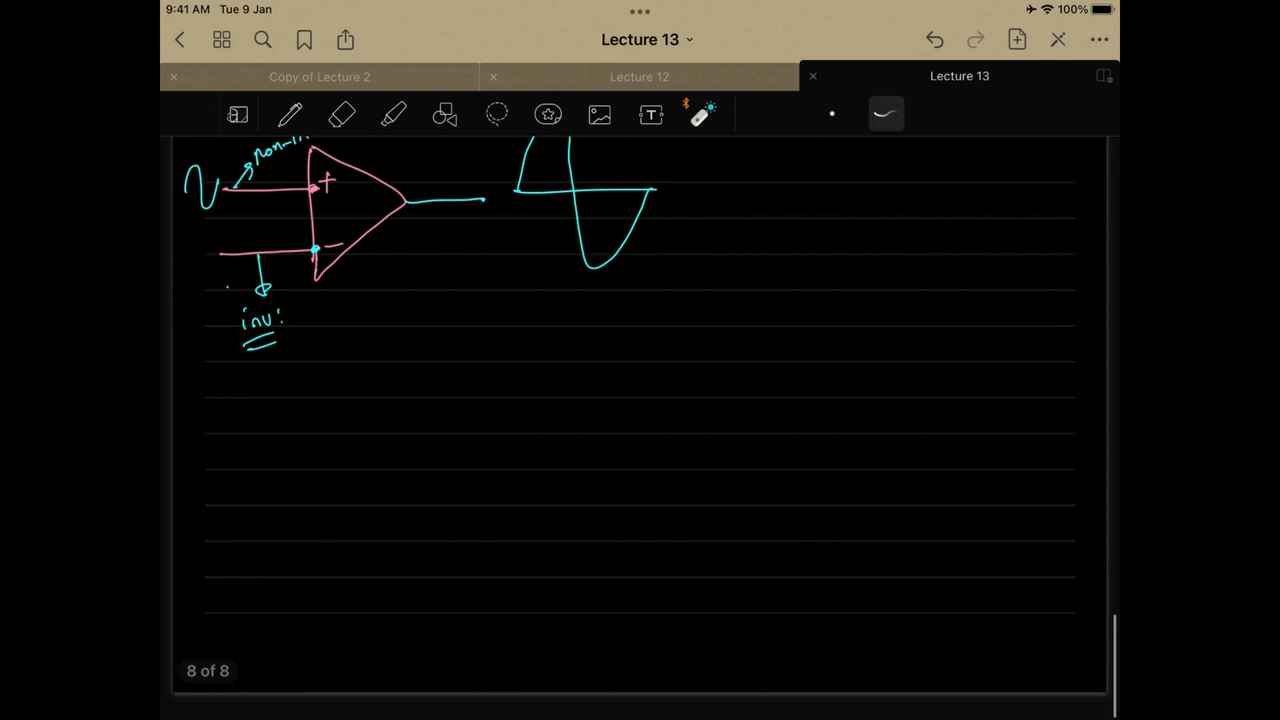 9:41 AM Tue 9 Jan
100%
Lecture 13
Copy of Lecture 2
Lecture 12
Lecture 13
T
+
−
inv:
8 of 8